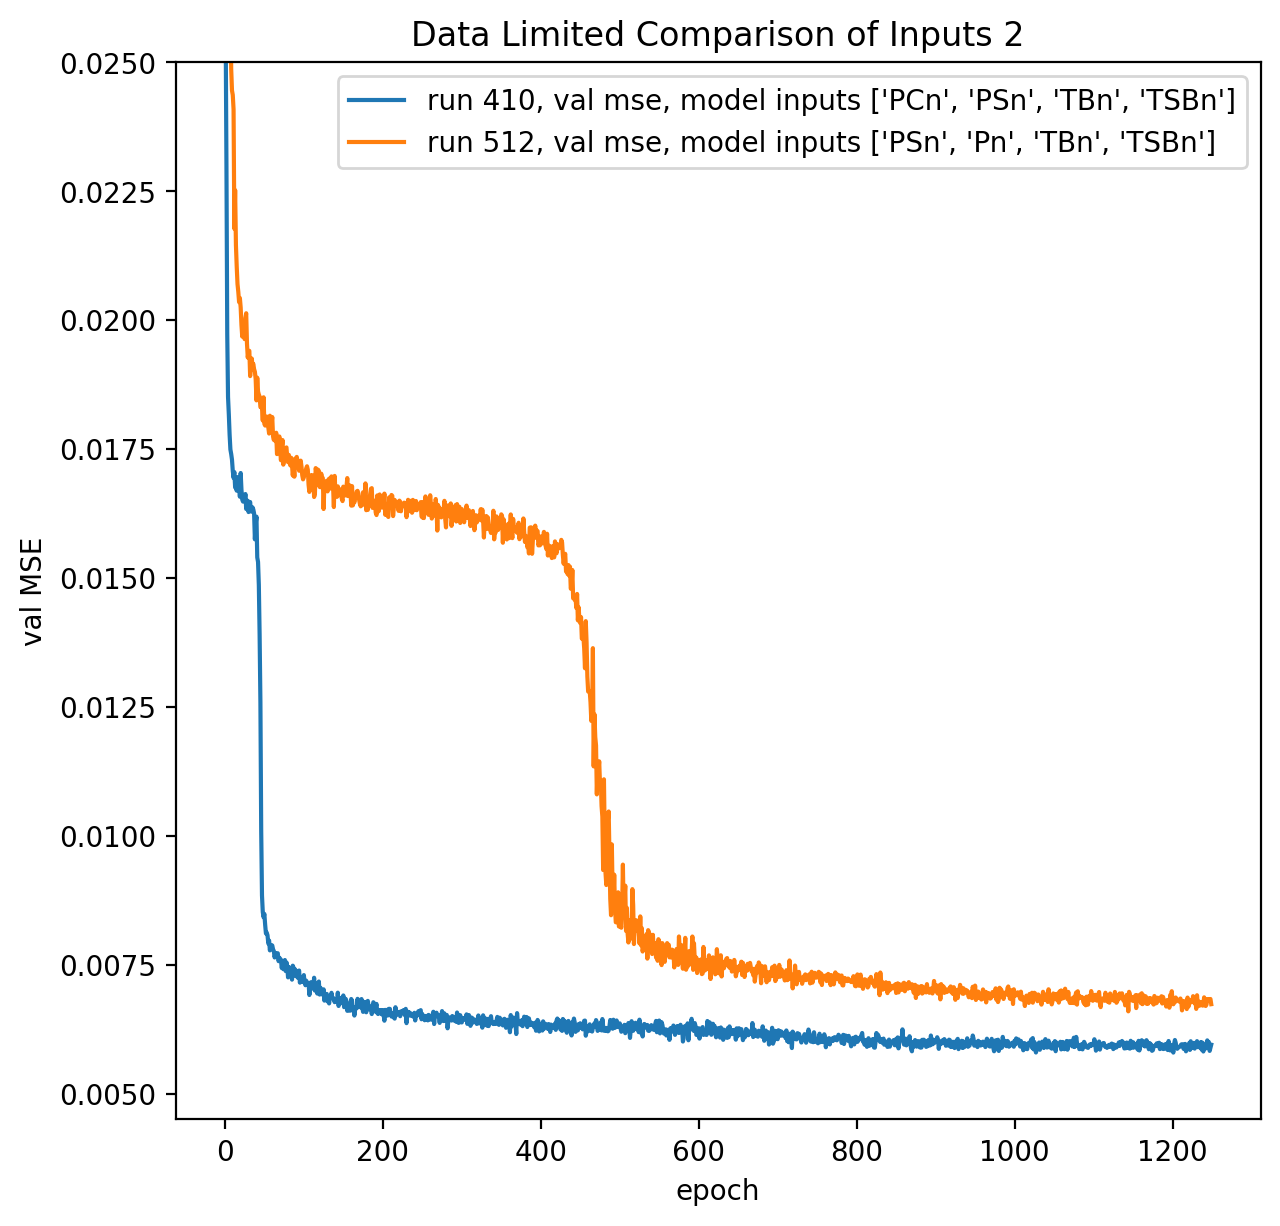 Data Limited Comparison of Inputs 2
run 410, val mse, model inputs ['PCn', 'PSn', 'TBn', 'TSBn']
run 512, val mse, model inputs ['PSn', 'Pn', 'TBn', 'TSBn']
val MSE
0.0250
0.0225
0.0200
0.0175
0.0150
0.0125
0.0100
0.0075
0.0050
0 200 400 600 800 1000 1200
epoch